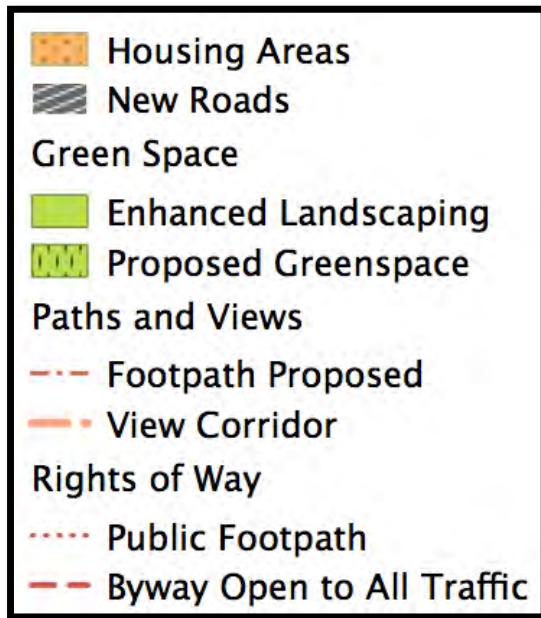 Housing Areas
New Roads
Green Space
Enhanced Landscaping
Proposed Greenspace
Paths and Views
Footpath Proposed
View Corridor
Rights of Way
Public Footpath
Byway Open to All Traffic